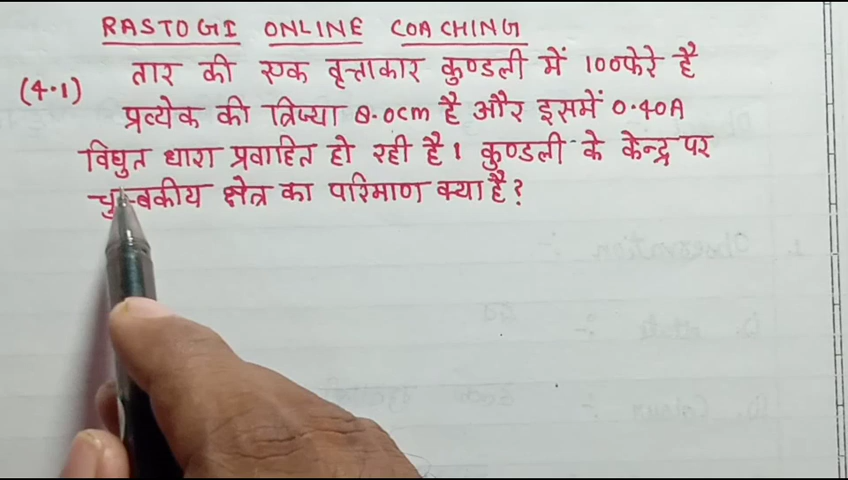 RASTOGI ONLINE COACHING
(4.1) तार की एक वृत्ताकार कुण्डली में 100फेरे है
प्रत्येक की त्रिज्या 8.0cm है और इसमें 0.40A
विद्युत धारा प्रवाहित हो रही है। कुण्डली के केन्द्र पर
चुम्बकीय क्षेत्र का परिमाण क्या है?